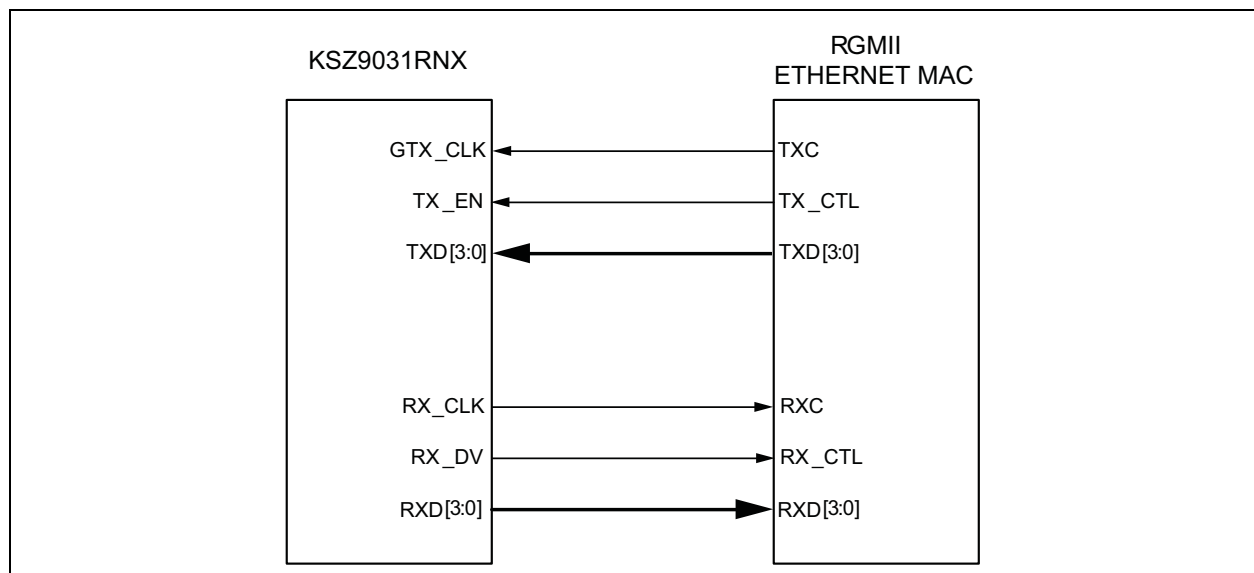 KSZ9031RNX
RGMII
ETHERNET MAC
GTX_CLK TXC
TX_EN TX_CTL
TXD[3:0] TXD[3:0]
RX_CLK RXC
RX_DV RX_CTL
RXD[3:0] RXD[3:0]